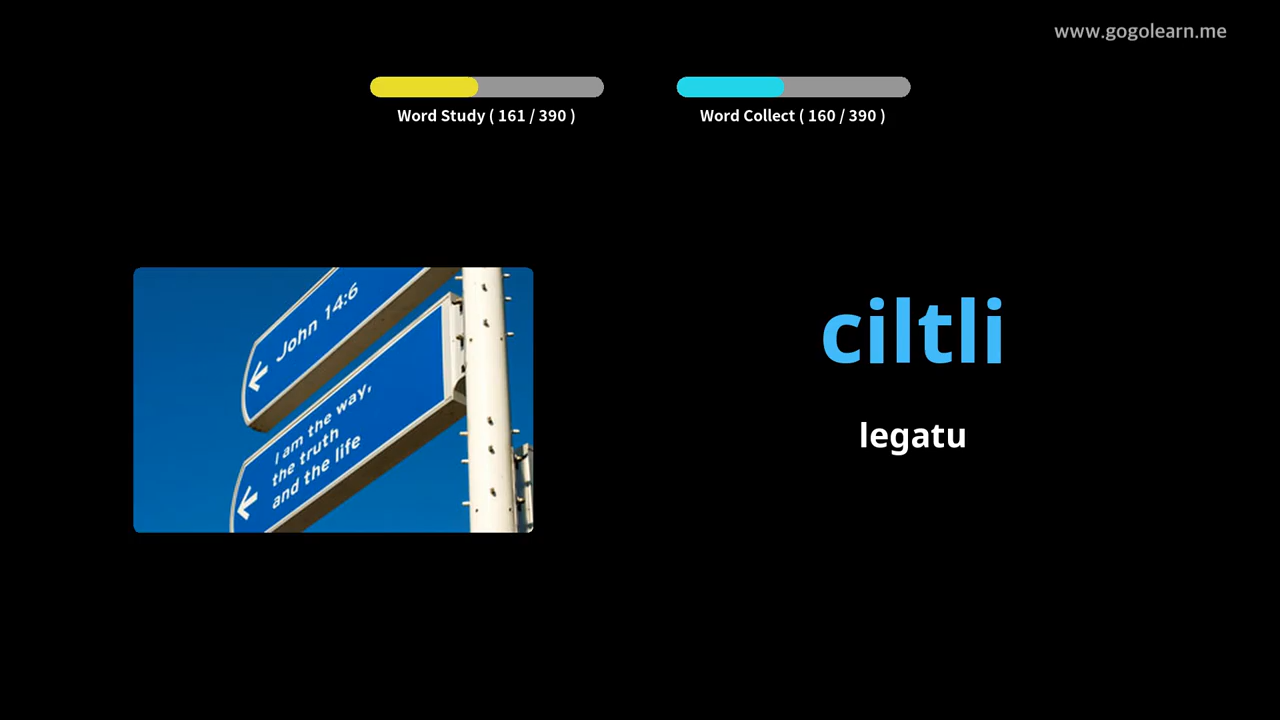 www.gogolearn.me
Word Study ( 161 / 390 )
Word Collect ( 160 / 390 )
John 14:6
I am the way,
the truth
and the life
ciltli
legatu